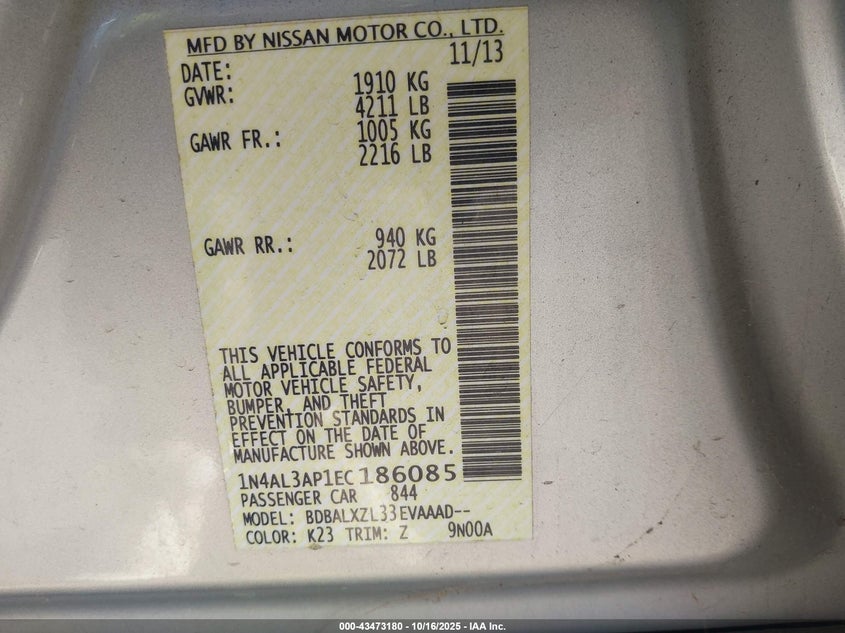 MFD BY NISSAN MOTOR CO., LTD.
DATE: 11/13
GVWR: 1910 KG
4211 LB
GAWR FR.: 1005 KG
2216 LB
GAWR RR.: 940 KG
2072 LB
THIS VEHICLE CONFORMS TO
ALL APPLICABLE FEDERAL
MOTOR VEHICLE SAFETY,
BUMPER, AND THEFT
PREVENTION STANDARDS IN
EFFECT ON THE DATE OF
MANUFACTURE SHOWN ABOVE.
1N4AL3AP1EC186085
PASSENGER CAR 844
MODEL: BDBALXZL33EVAAAD--
COLOR: K23 TRIM: Z 9N00A
000-43473180 - 10/16/2025 - IAA Inc.